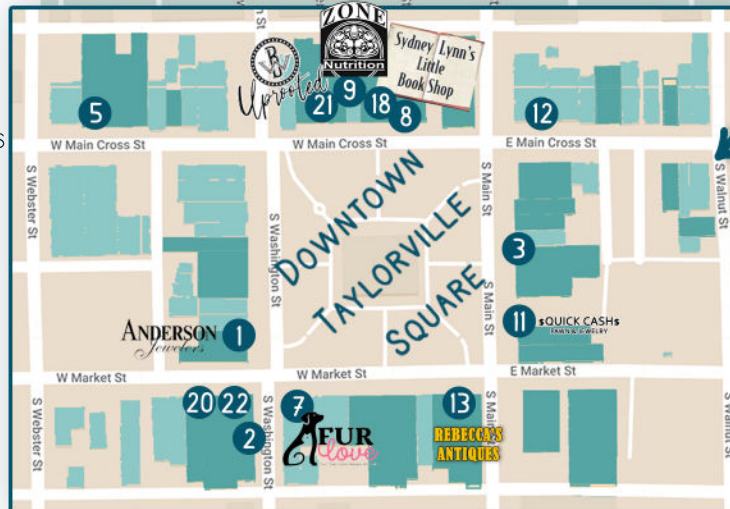 ZONE
Nutrition
Uprooted
Sydney Lynn's
Little
Book Shop
5
21
9
18
8
12
S
W Main Cross St
W Main Cross St
E Main Cross St
S Webster St
S Washington St
S Main St
S Walnut St
DOWNTOWN
TAYLORVILLE
SQUARE
S Main St
3
ANDERSON
Jewelers
1
11
$QUICK CASH$
PAWN & JEWELRY
W Market St
W Market St
E Market St
S Webster St
S Washington St
S Main St
20
22
2
7
FUR
love
13
REBECCA'S
ANTIQUES